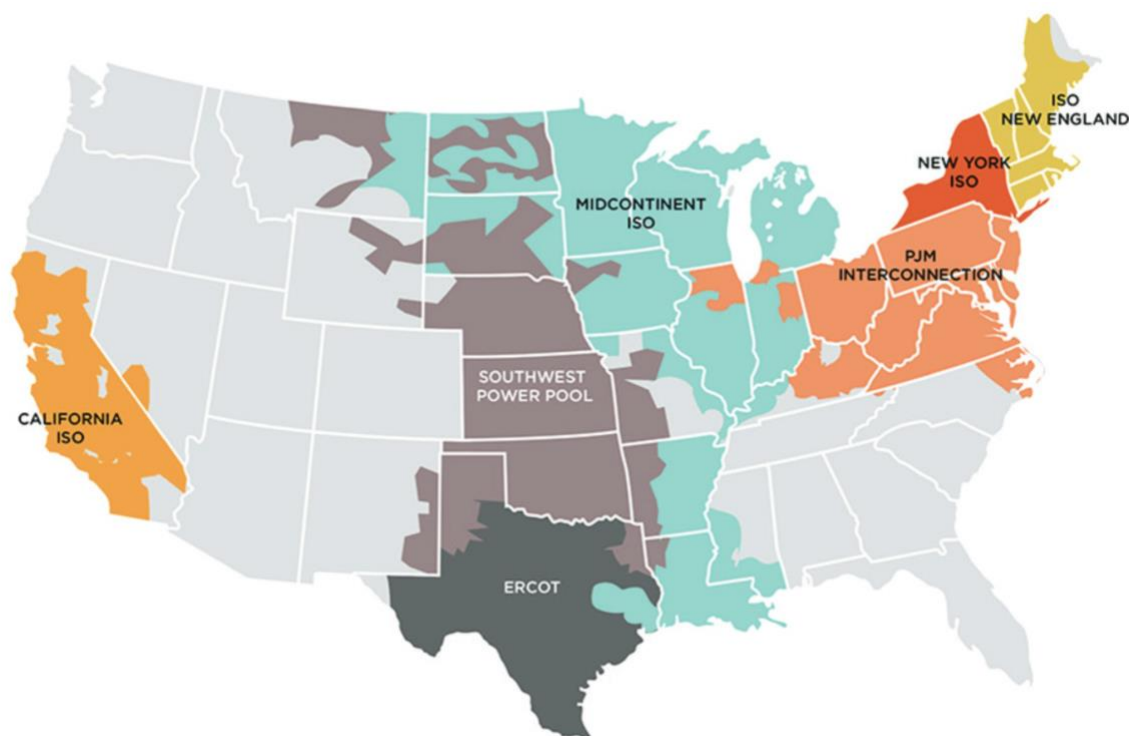 ISO
NEW ENGLAND
NEW YORK
ISO
MIDCONTINENT
ISO
PJM
INTERCONNECTION
SOUTHWEST
POWER POOL
CALIFORNIA
ISO
ERCOT